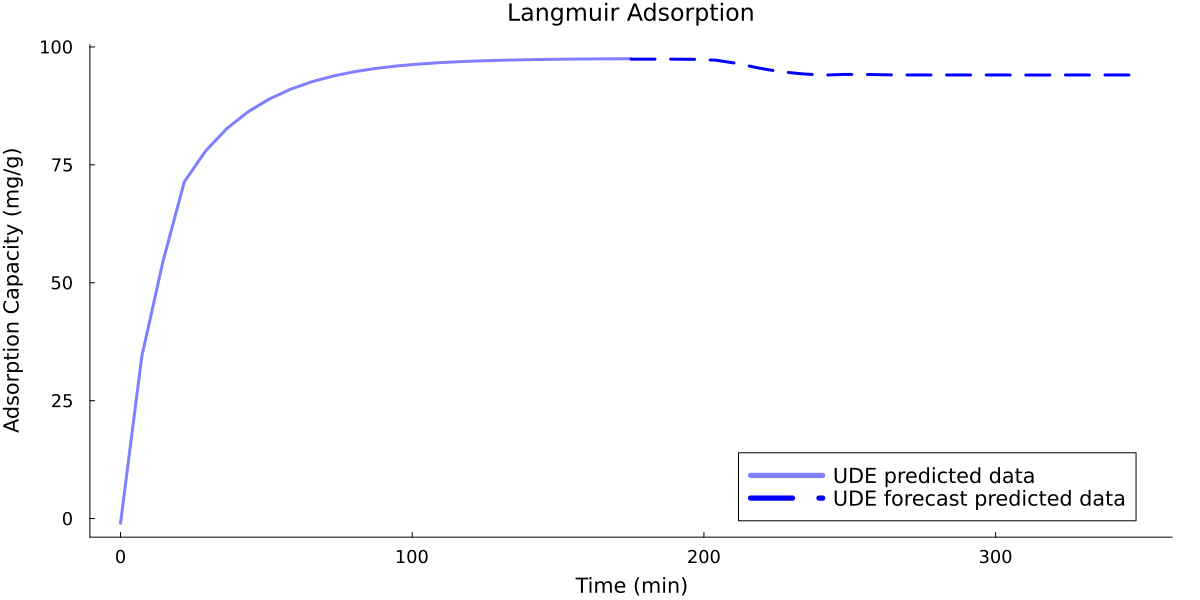 Langmuir Adsorption
Adsorption Capacity (mg/g)
100
75
50
25
0
0
100
200
300
Time (min)
UDE predicted data
UDE forecast predicted data